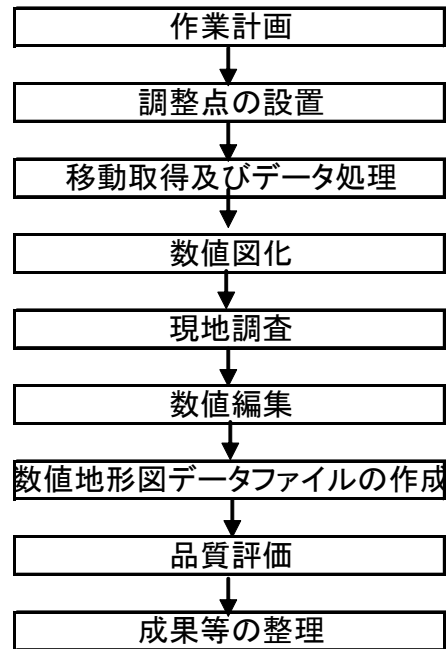 作業計画
調整点の設置
移動取得及びデータ処理
数値図化
現地調査
数値編集
数値地形図データファイルの作成
品質評価
成果等の整理